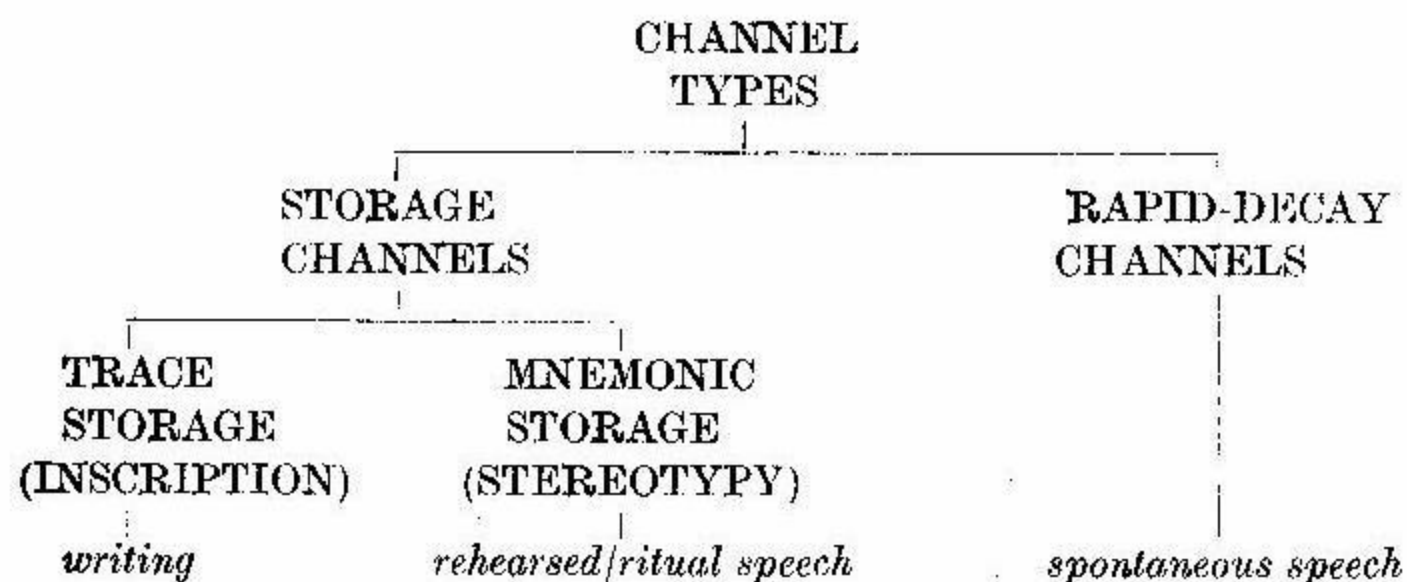 CHANNEL
TYPES
STORAGE
CHANNELS
RAPID-DECAY
CHANNELS
TRACE
STORAGE
(INSCRIPTION)
MNEMONIC
STORAGE
(STEREOTYPY)
writing
rehearsed/ritual speech
spontaneous speech